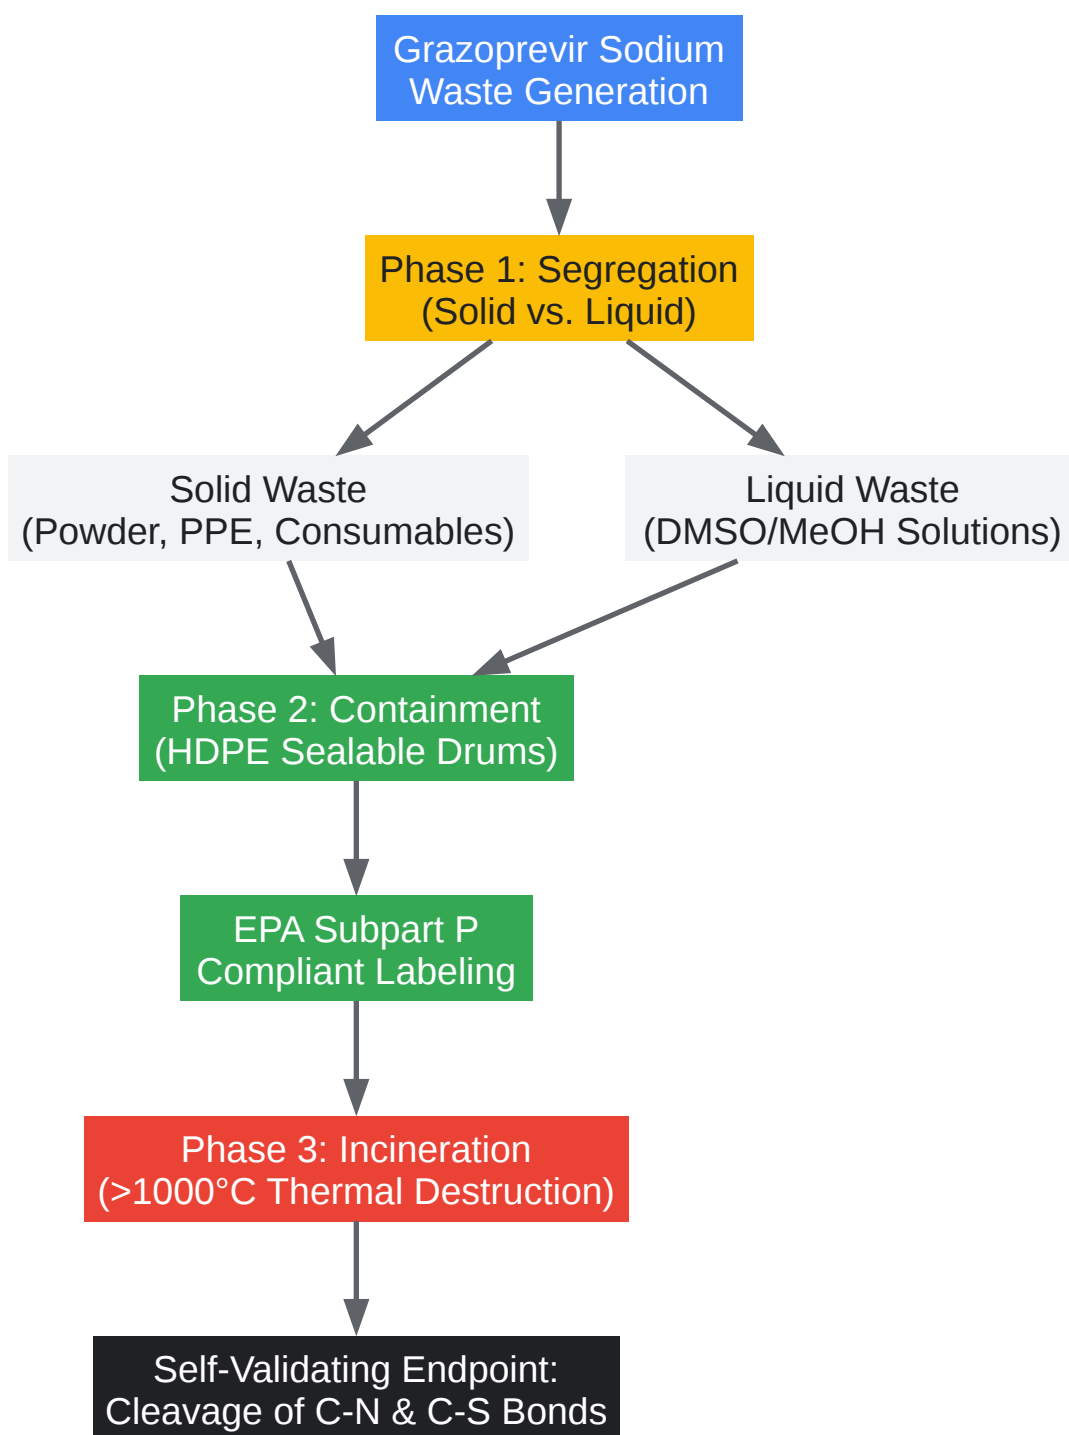 Grazoprevir Sodium
Waste Generation
Phase 1: Segregation
(Solid vs. Liquid)
Solid Waste
(Powder, PPE, Consumables)
Liquid Waste
(DMSO/MeOH Solutions)
Phase 2: Containment
(HDPE Sealable Drums)
EPA Subpart P
Compliant Labeling
Phase 3: Incineration
(>1000°C Thermal Destruction)
Self-Validating Endpoint:
Cleavage of C-N & C-S Bonds